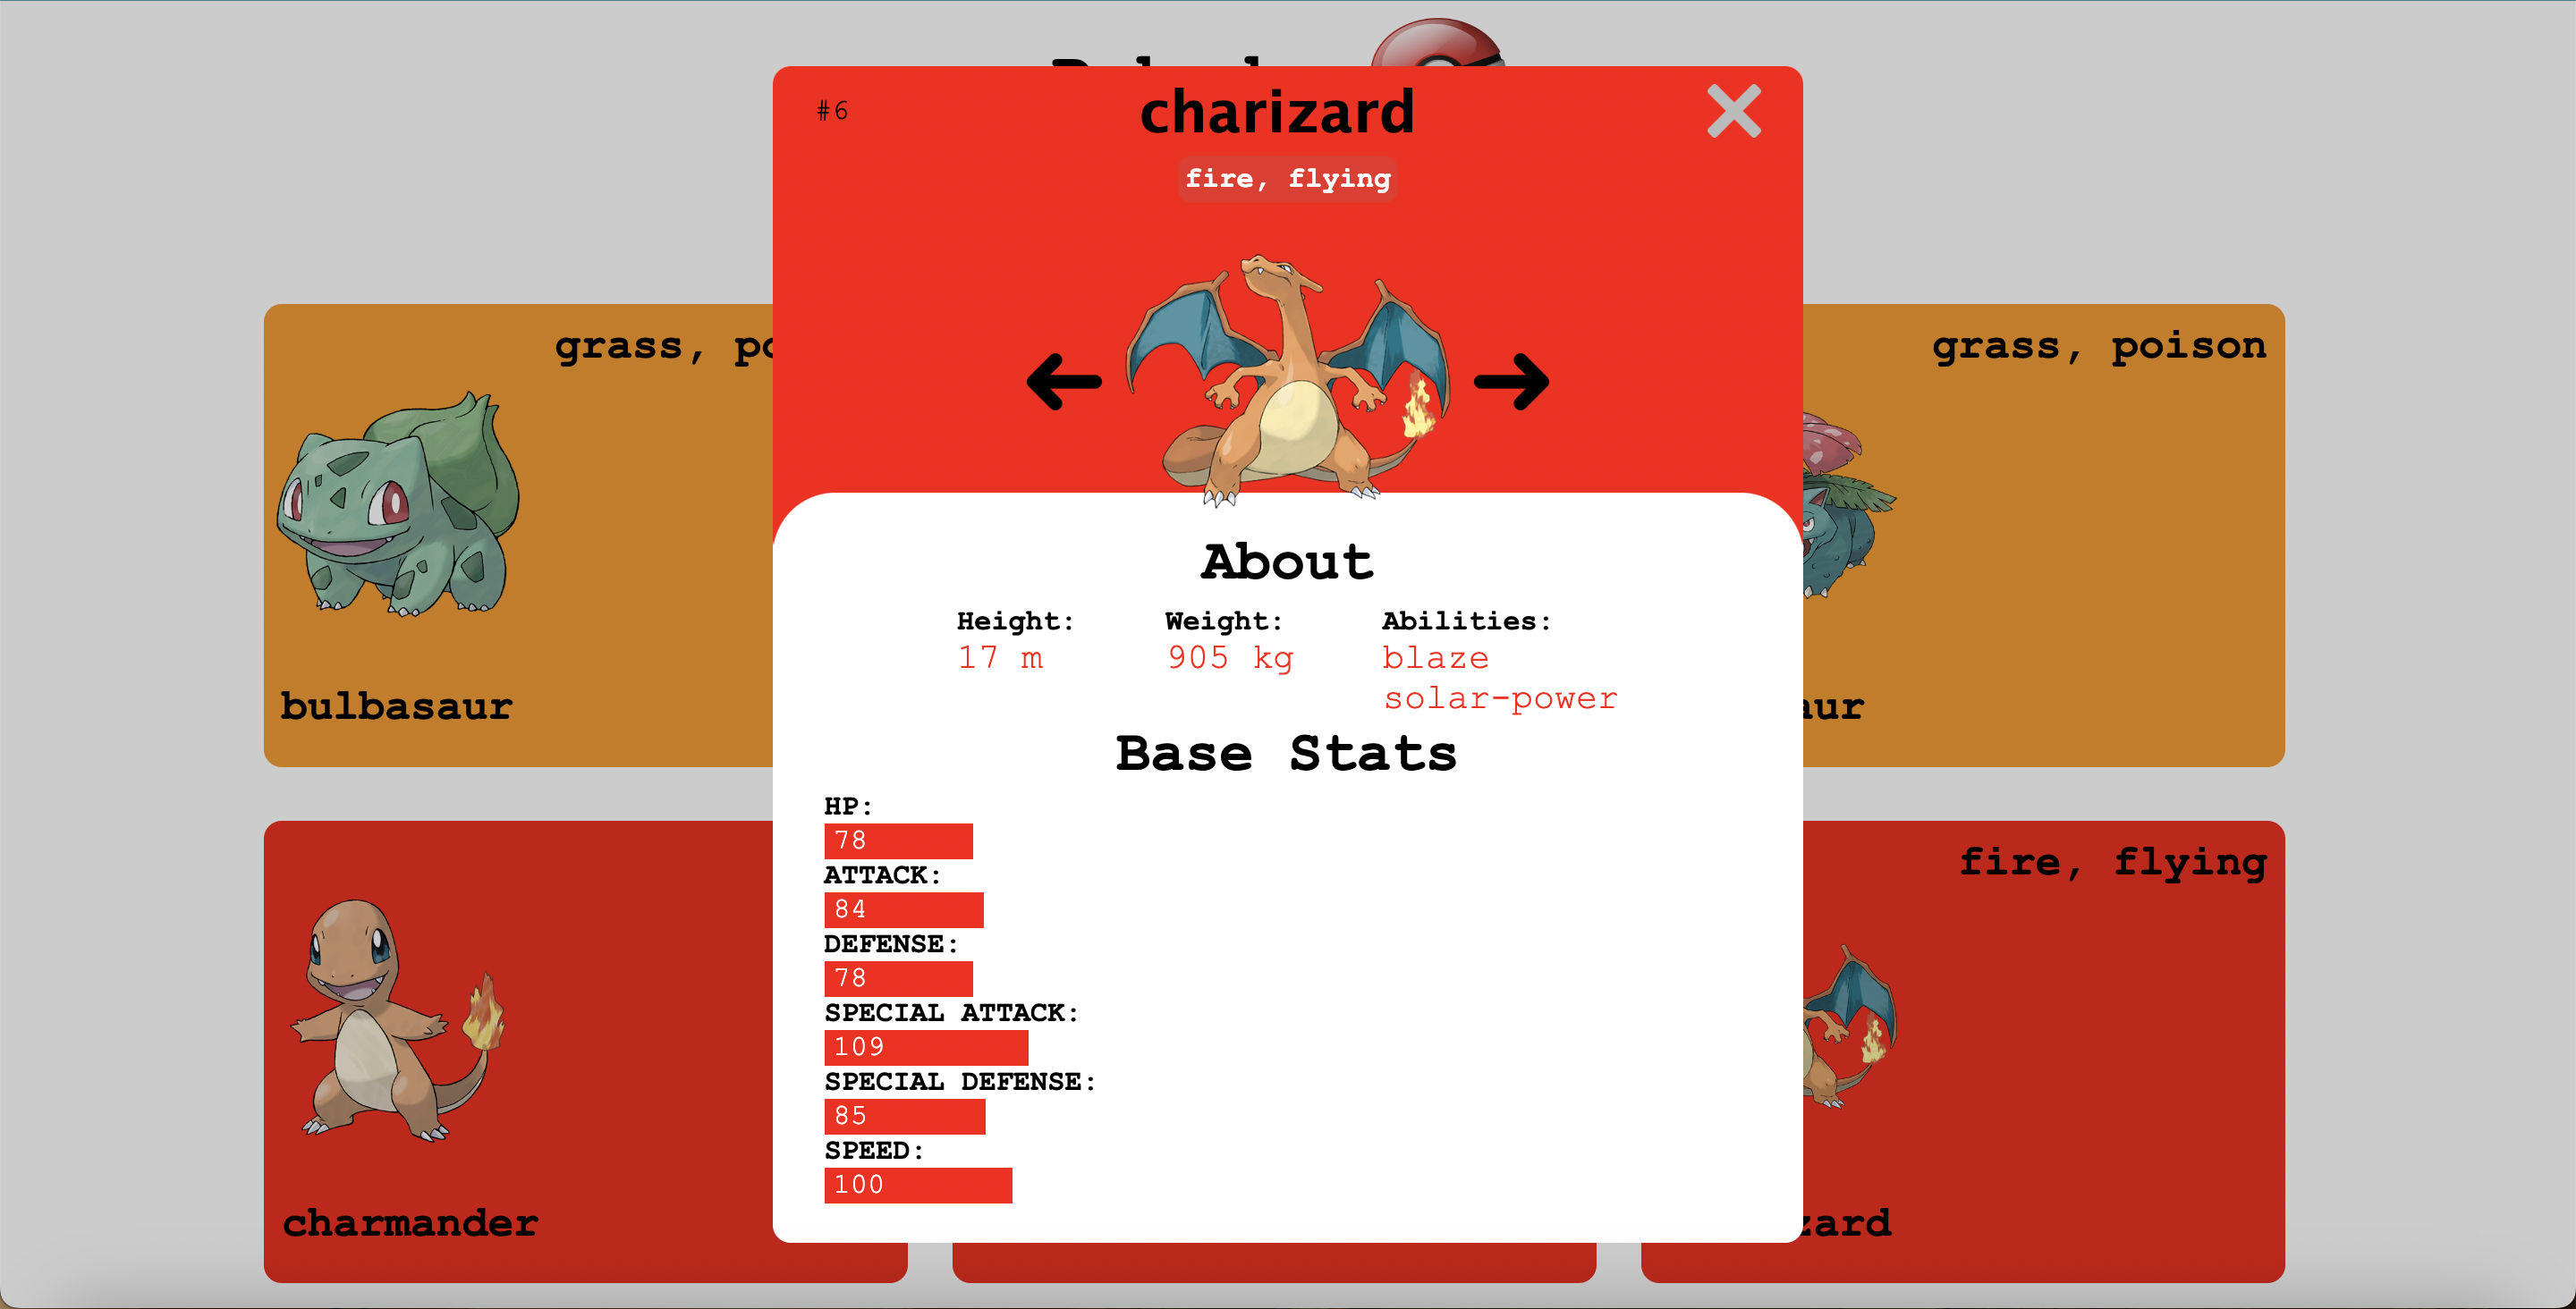 #6
charizard
fire, flying
About
Height: Weight: Abilities:
17 m 905 kg blaze
solar-power
Base Stats
HP:
78
ATTACK:
84
DEFENSE:
78
SPECIAL ATTACK:
109
SPECIAL DEFENSE:
85
SPEED:
100
grass, po
bulbasaur
grass, poison
aur
charmander
fire, flying
zard